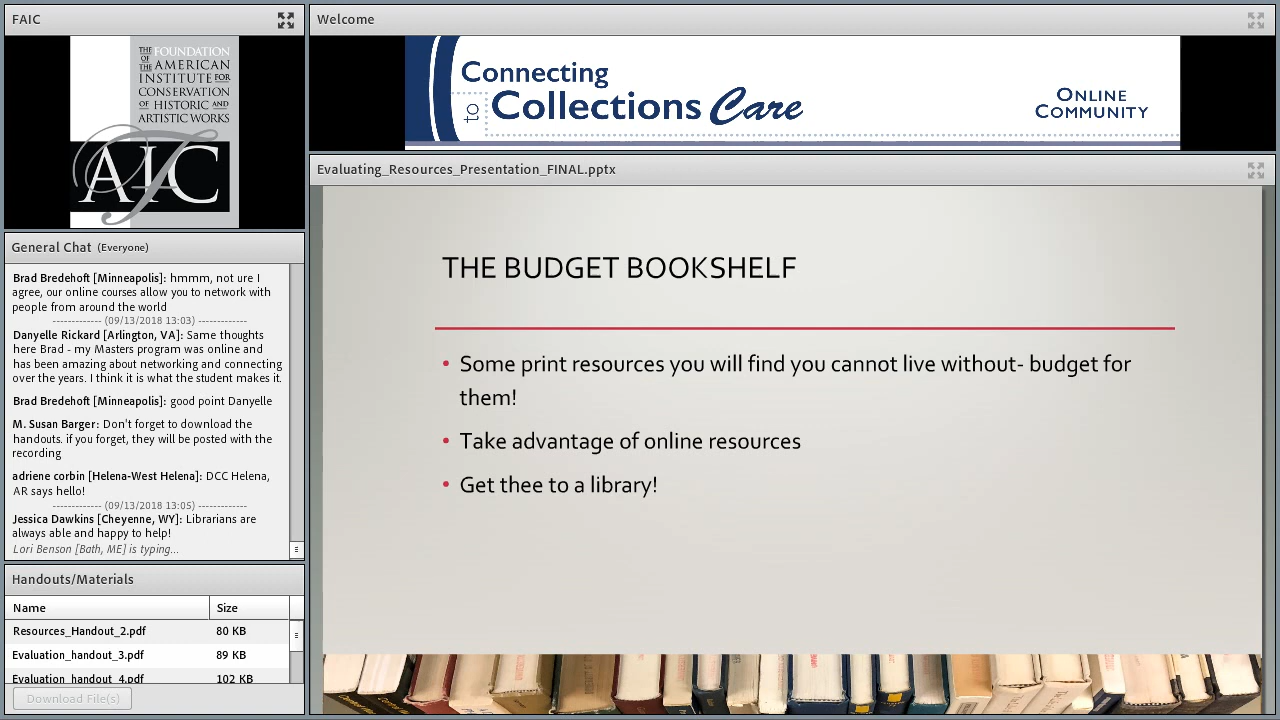 FAIC
THE FOUNDATION
OF THE AMERICAN
INSTITUTE FOR
CONSERVATION
OF HISTORIC AND
ARTISTIC WORKS
AIC
General Chat (Everyone)
Brad Bredehoft [Minneapolis]: hmmm, not ure I
agree, our online courses allow you to network with
people from around the world
------------- (09/13/2018 13:03) -------------
Danyelle Rickard [Arlington, VA]: Same thoughts
here Brad - my Masters program was online and
has been amazing about networking and connecting
over the years. I think it is what the student makes it.
Brad Bredehoft [Minneapolis]: good point Danyelle
M. Susan Barger: Don't forget to download the
handouts. if you forget, they will be posted with the
recording
adriene corbin [Helena-West Helena]: DCC Helena,
AR says hello!
------------- (09/13/2018 13:05) -------------
Jessica Dawkins [Cheyenne, WY]: Librarians are
always able and happy to help!
Lori Benson [Bath, ME] is typing...
Handouts/Materials
Name Size
Resources_Handout_2.pdf 80 KB
Evaluation_handout_3.pdf 89 KB
Evaluation_handout_4.pdf 102 KB
Download File(s)
Welcome
Connecting
to Collections Care
ONLINE
COMMUNITY
Evaluating_Resources_Presentation_FINAL.pptx
THE BUDGET BOOKSHELF
• Some print resources you will find you cannot live without- budget for
them!
• Take advantage of online resources
• Get thee to a library!